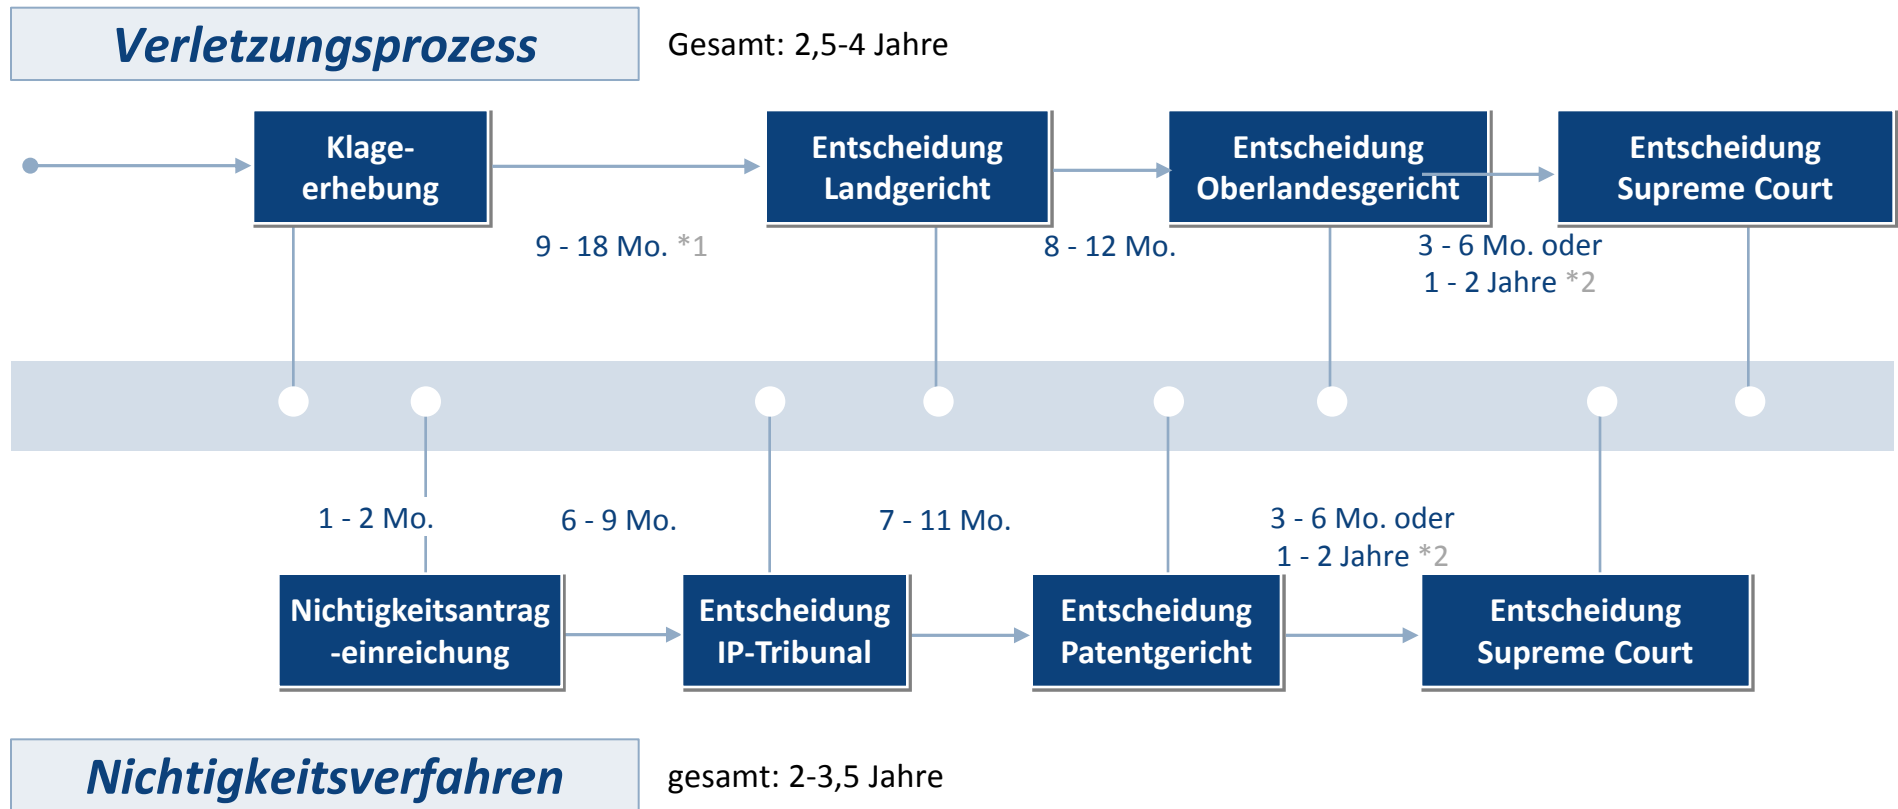 Verletzungsprozess
Gesamt: 2,5-4 Jahre
Klage-
erhebung
Entscheidung
Landgericht
Entscheidung
Oberlandesgericht
Entscheidung
Supreme Court
9 - 18 Mo. *1
8 - 12 Mo.
3 - 6 Mo. oder
1 - 2 Jahre *2
1 - 2 Mo.
6 - 9 Mo.
7 - 11 Mo.
3 - 6 Mo. oder
1 - 2 Jahre *2
Nichtigkeitsantrag
-einreichung
Entscheidung
IP-Tribunal
Entscheidung
Patentgericht
Entscheidung
Supreme Court
Nichtigkeitsverfahren
gesamt: 2-3,5 Jahre